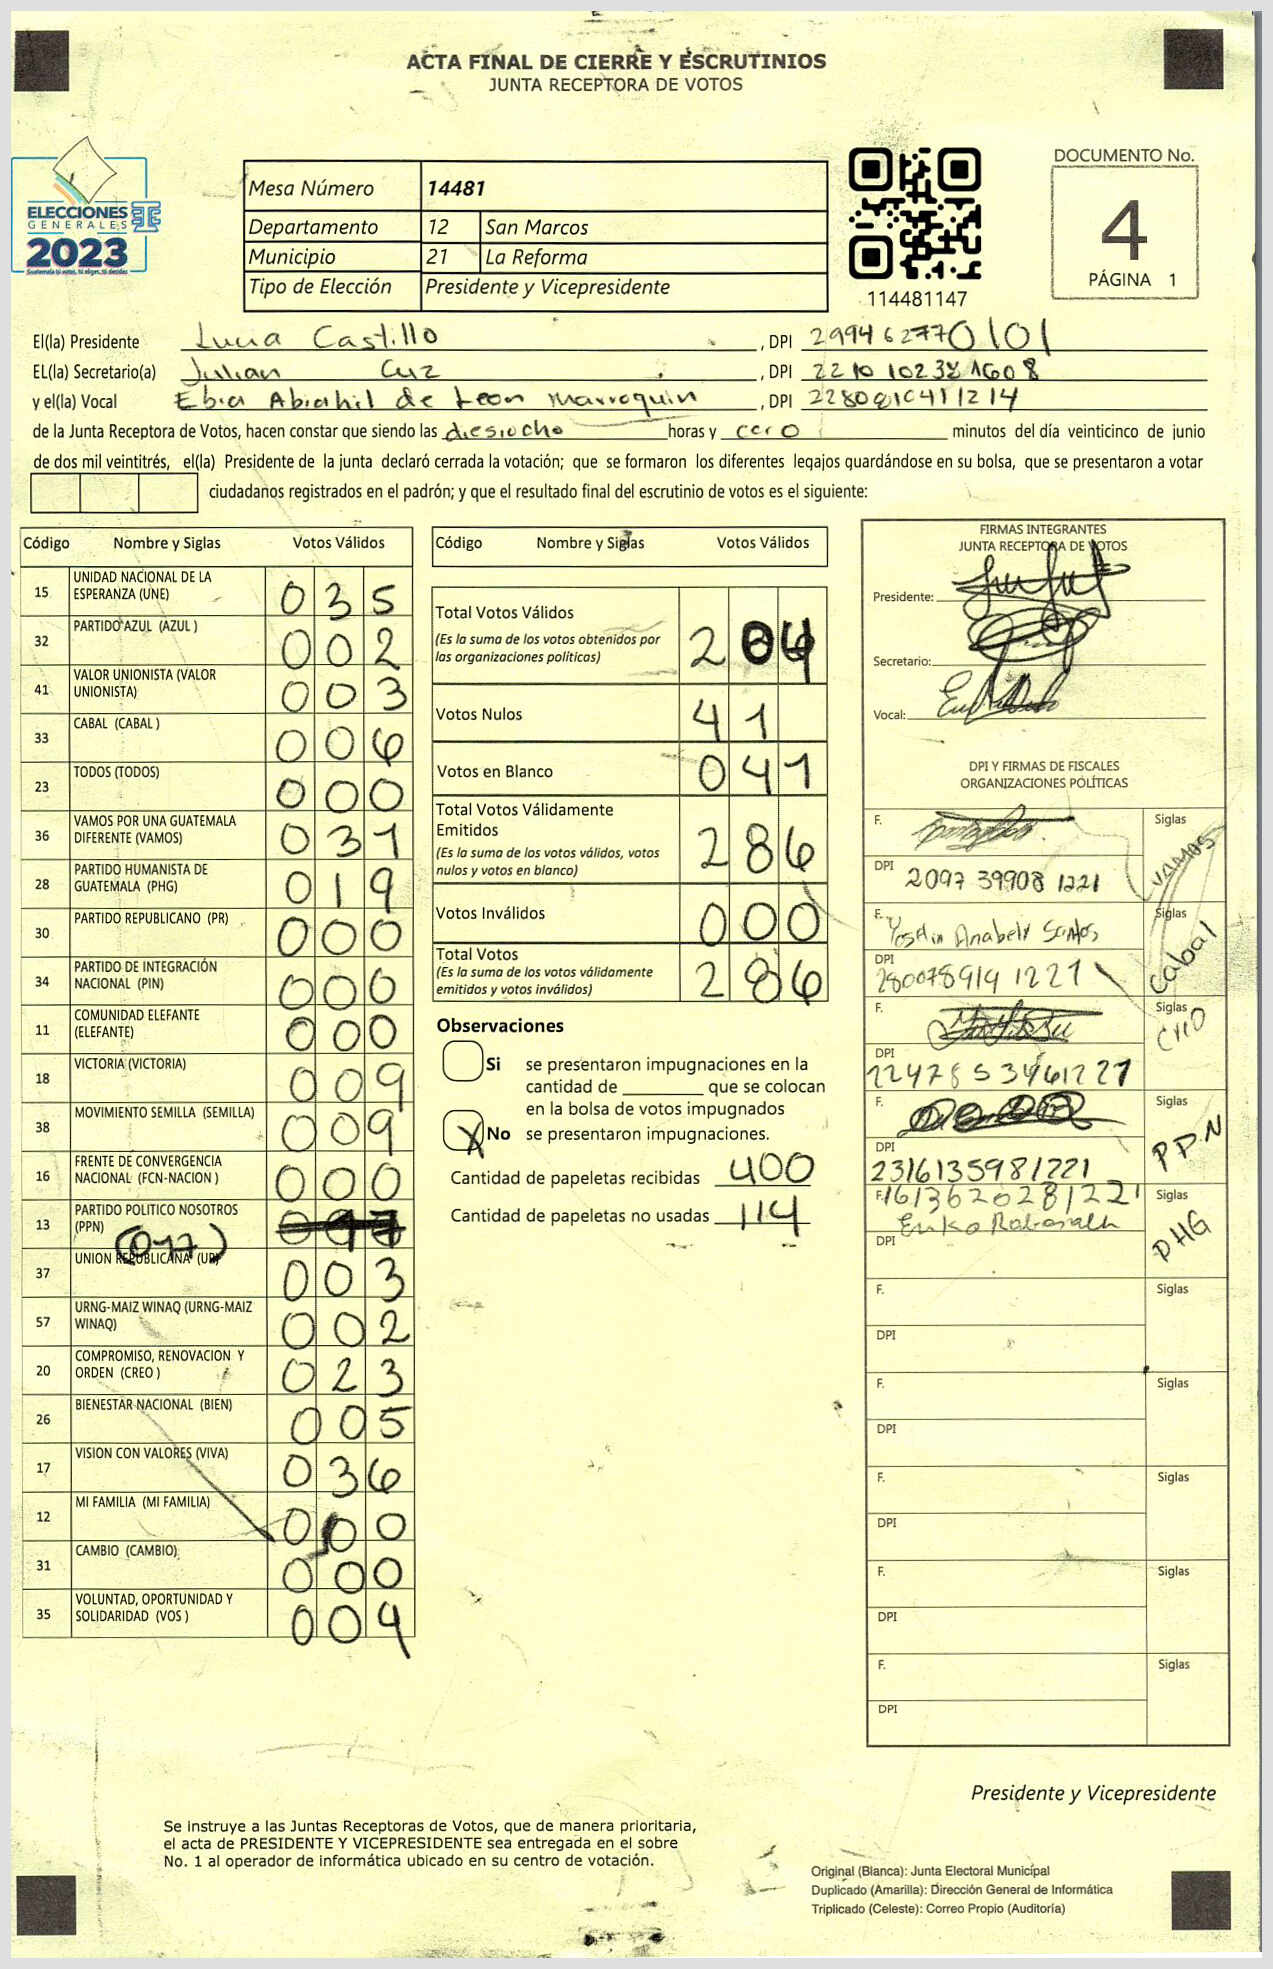 ACTA FINAL DE CIERRE Y ESCRUTINIOS
JUNTA RECEPTORA DE VOTOS
ELECCIONES
GENERALES
2023
Mesa Número 14481
Departamento 12 San Marcos
Municipio 21 La Reforma
Tipo de Elección Presidente y Vicepresidente
114481147
DOCUMENTO No.
4
PÁGINA 1
El(la) Presidente Lucia Castillo , DPI 2994627770101
EL(la) Secretario(a) Julian Cuz , DPI
y el(la) Vocal de Leon Marroquin , DPI 2280810411214
de la Junta Receptora de Votos, hacen constar que siendo las diesiocho horas y cero minutos del día veinticinco de junio
de dos mil veintitrés, el(la) Presidente de la junta declaró cerrada la votación; que se formaron los diferentes legajos guardándose en su bolsa, que se presentaron a votar
ciudadanos registrados en el padrón; y que el resultado final del escrutinio de votos es el siguiente:
Código Nombre y Siglas Votos Válidos
15 UNIDAD NACIONAL DE LA ESPERANZA (UNE) 035
32 PARTIDO AZUL (AZUL ) 002
41 VALOR UNIONISTA (VALOR UNIONISTA) 003
33 CABAL (CABAL ) 006
23 TODOS (TODOS) 000
36 VAMOS POR UNA GUATEMALA DIFERENTE (VAMOS) 031
28 PARTIDO HUMANISTA DE GUATEMALA (PHG) 019
30 PARTIDO REPUBLICANO (PR) 000
34 PARTIDO DE INTEGRACIÓN NACIONAL (PIN) 000
11 COMUNIDAD ELEFANTE (ELEFANTE) 000
18 VICTORIA (VICTORIA) 009
38 MOVIMIENTO SEMILLA (SEMILLA) 009
16 FRENTE DE CONVERGENCIA NACIONAL (FCN-NACION ) 000
13 PARTIDO POLITICO NOSOTROS (PPN) (017)
37 UNION REPUBLICANA (UR) 003
57 URNG-MAIZ WINAQ (URNG-MAIZ WINAQ) 002
20 COMPROMISO, RENOVACION Y ORDEN (CREO ) 023
26 BIENESTAR NACIONAL (BIEN) 005
17 VISION CON VALORES (VIVA) 036
12 MI FAMILIA (MI FAMILIA) 000
31 CAMBIO (CAMBIO) 000
35 VOLUNTAD, OPORTUNIDAD Y SOLIDARIDAD (VOS ) 004
Código Nombre y Siglas Votos Válidos
Total Votos Válidos 204
(Es la suma de los votos obtenidos por
las organizaciones politicas)
Votos Nulos 41
Votos en Blanco 041
Total Votos Válidamente
Emitidos 286
(Es la suma de los votos válidos, votos
nulos y votos en blanco)
Votos Inválidos 000
Total Votos 286
(Es la suma de los votos válidamente
emitidos y votos inválidos)
Observaciones
Si se presentaron impugnaciones en la
cantidad de que se colocan
en la bolsa de votos impugnados
X No se presentaron impugnaciones.
Cantidad de papeletas recibidas 400
Cantidad de papeletas no usadas 114
FIRMAS INTEGRANTES
JUNTA RECEPTORA DE VOTOS
Presidente:
Secretario:
Vocal:
DPI Y FIRMAS DE FISCALES
ORGANIZACIONES POLÍTICAS
F. Siglas VAMOS
DPI 2097 39908 1221
F. Anabely Santos Siglas Cabal
DPI 280078914 1221
F. Siglas
DPI
F. Siglas PPN
DPI 2316135981221
F. 1613620281221 Siglas PHG
DPI
F. Siglas
DPI
F. Siglas
DPI
F. Siglas
DPI
F. Siglas
DPI
F. Siglas
DPI
Presidente y Vicepresidente
Se instruye a las Juntas Receptoras de Votos, que de manera prioritaria,
el acta de PRESIDENTE Y VICEPRESIDENTE sea entregada en el sobre
No. 1 al operador de informática ubicado en su centro de votación.
Original (Blanca): Junta Electoral Municipal
Duplicado (Amarilla): Dirección General de Informática
Triplicado (Celeste): Correo Propio (Auditoría)